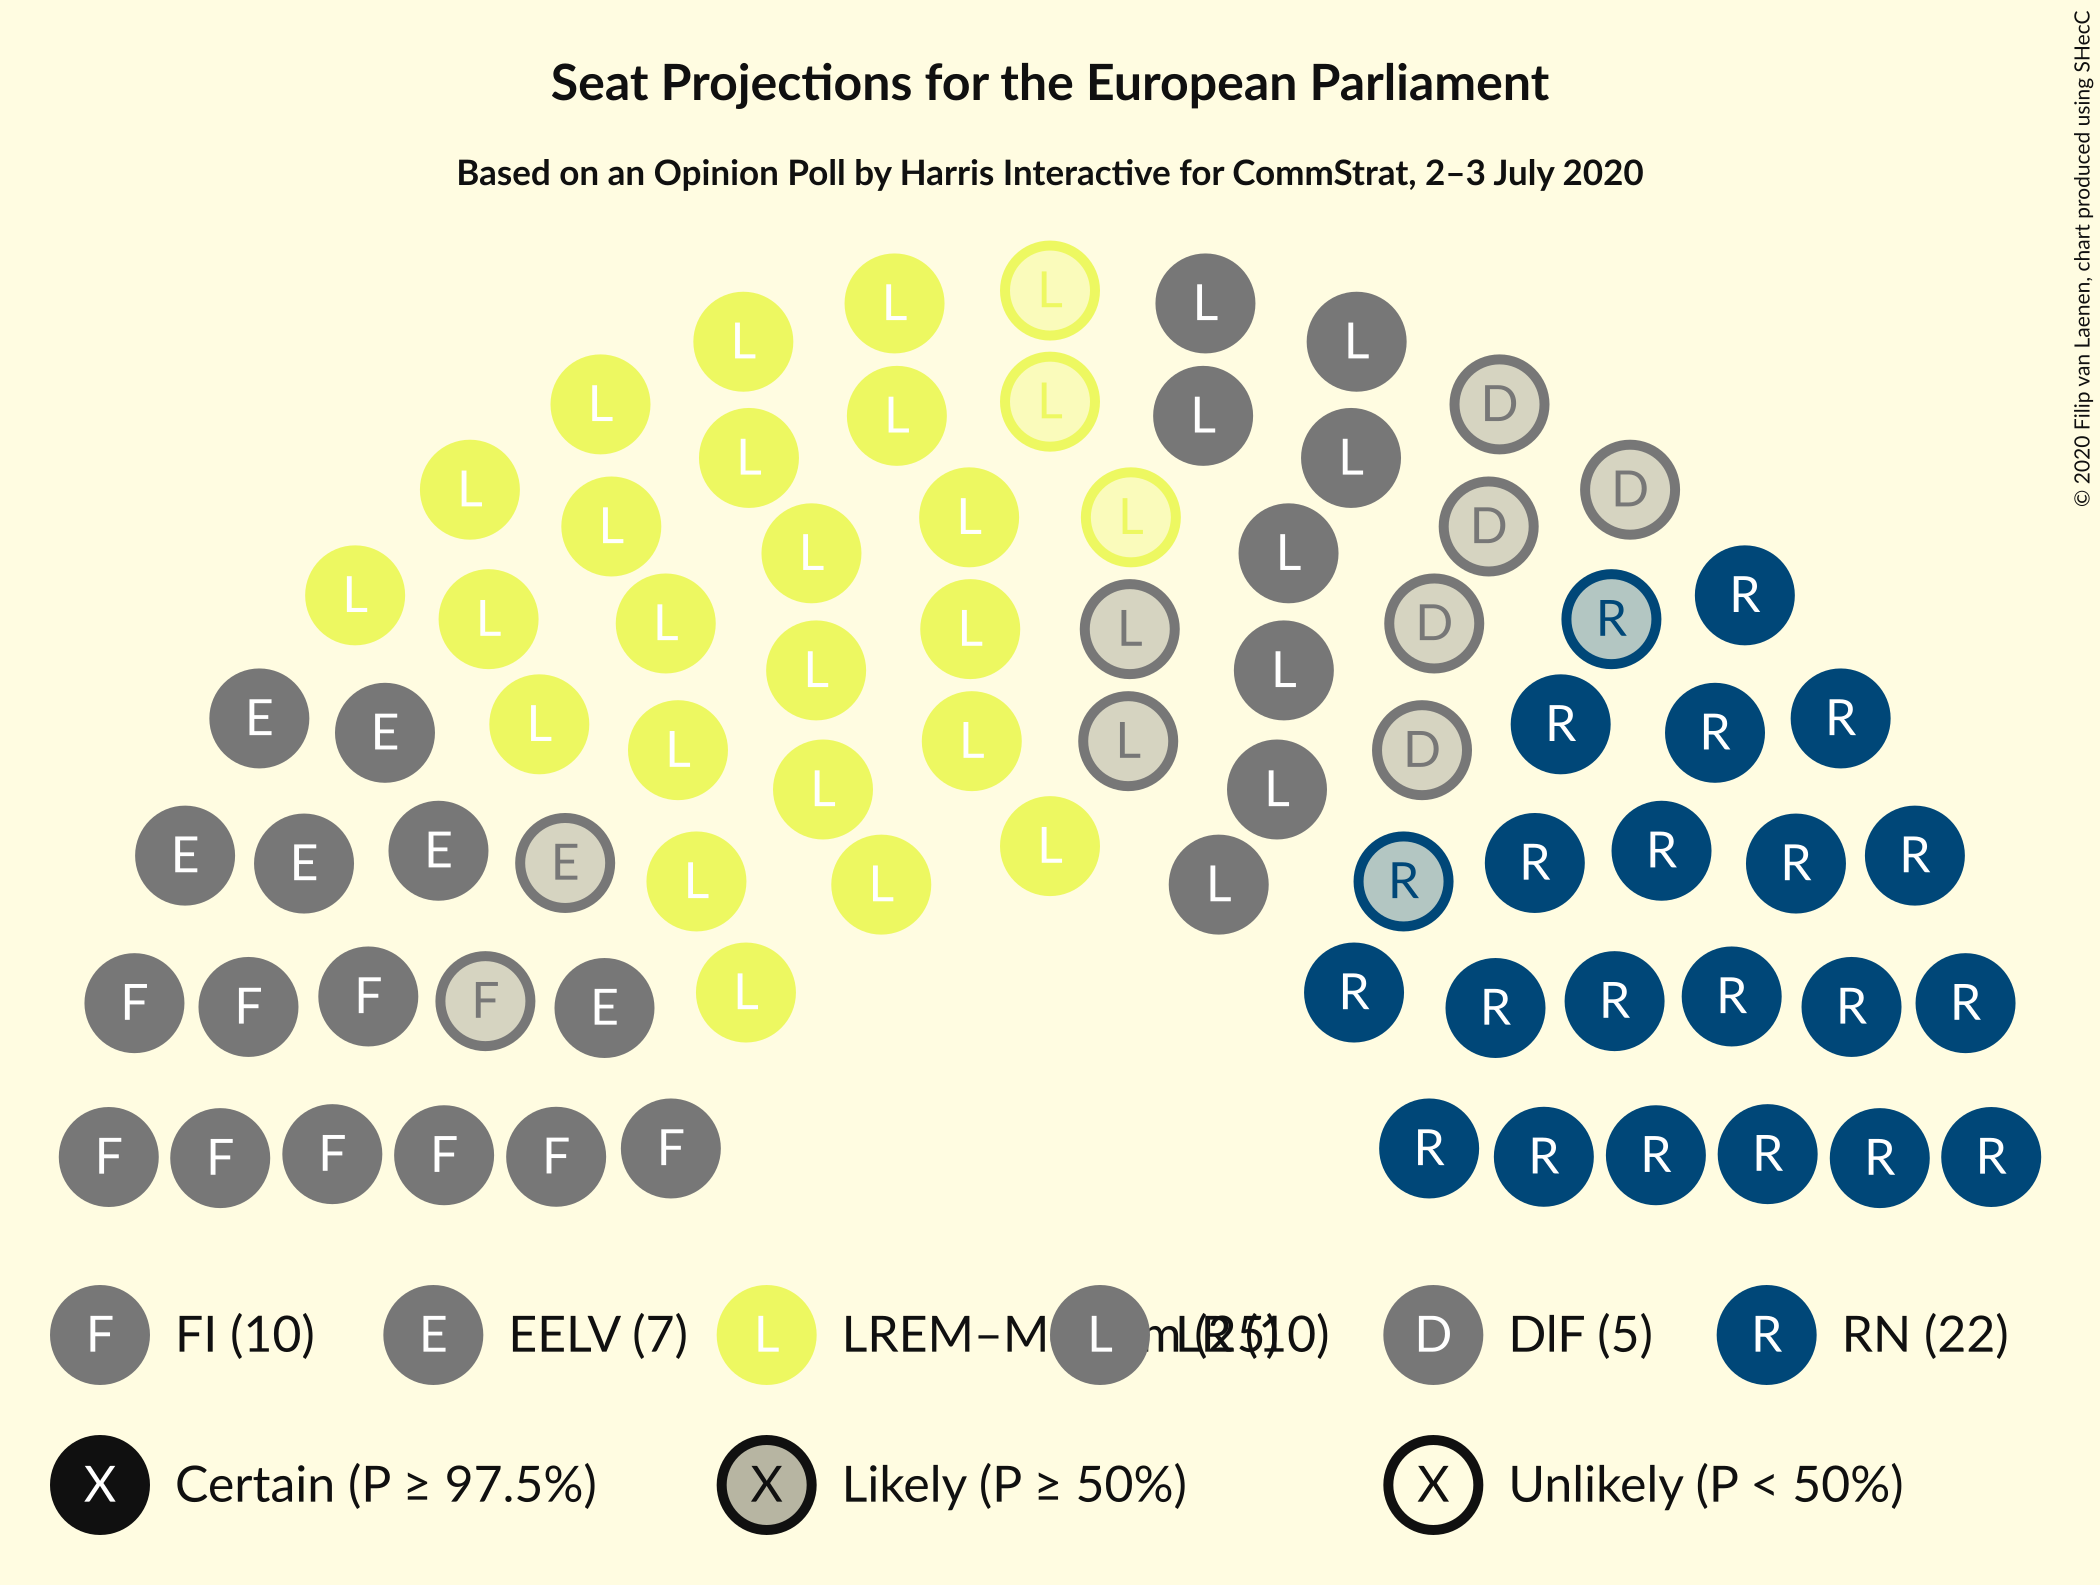 Seat Projections for the European Parliament
Based on an Opinion Poll by Harris Interactive for CommStrat, 2–3 July 2020
© 2020 Filip van Laenen, chart produced using SHecC
L L L L L
L L L L L
L L D
L L L L D
L L L D
L L L L D
L L L R R
L L L L L D
E E L L L L D R R R
L L L
E E E E L L L L R R R R R
F F F F E L R R R R R R
F F F F F F R R R R R R
F FI (10) E EELV (7) L LREM–M m (25) L LR (10) D DIF (5) R RN (22)
X Certain (P ≥ 97.5%) X Likely (P ≥ 50%) X Unlikely (P < 50%)